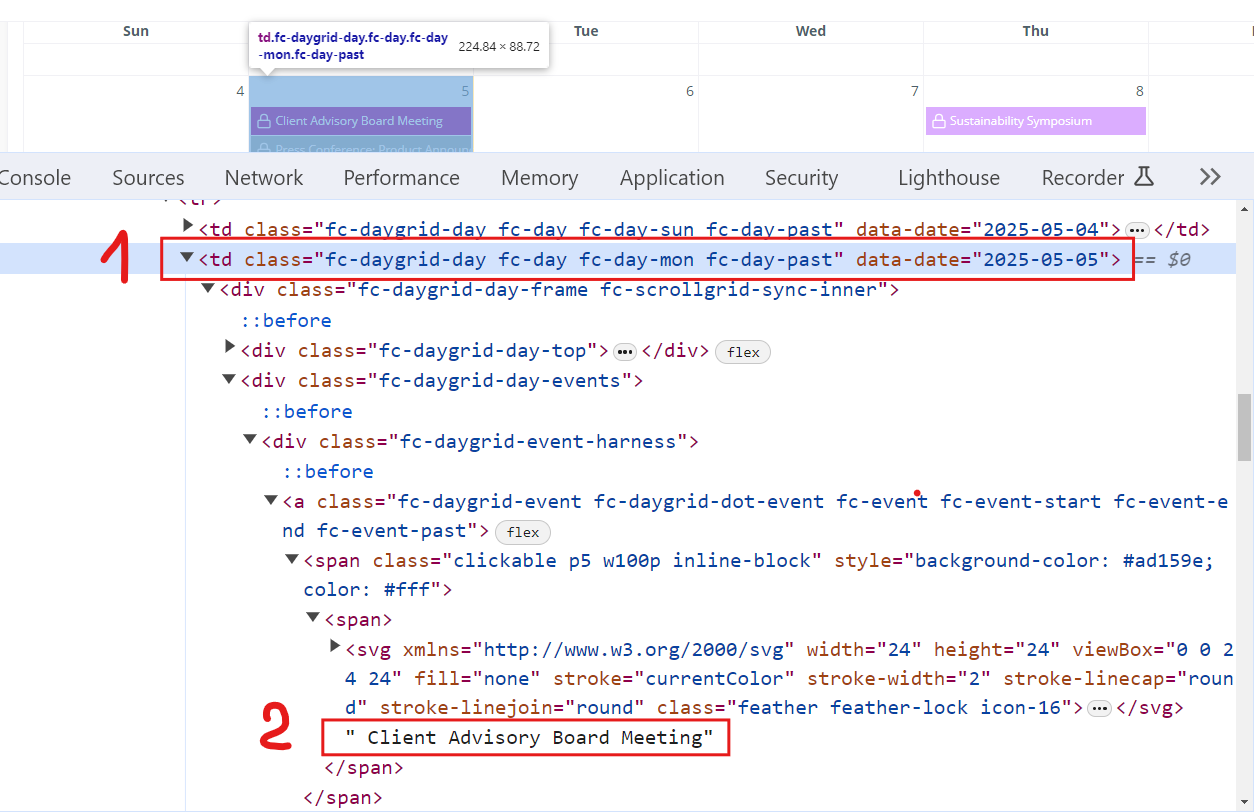 Sun
Tue
Wed
Thu
td.fc-daygrid-day.fc-day.fc-day
-mon.fc-day-past
224.84 × 88.72
4
5
6
7
8
Client Advisory Board Meeting
Sustainability Symposium
Press Conference: Product Announ
Console Sources Network Performance Memory Application Security Lighthouse Recorder
<tr>
<td class="fc-daygrid-day fc-day fc-day-sun fc-day-past" data-date="2025-05-04">…</td>
1
<td class="fc-daygrid-day fc-day fc-day-mon fc-day-past" data-date="2025-05-05"> == $0
<div class="fc-daygrid-day-frame fc-scrollgrid-sync-inner">
::before
<div class="fc-daygrid-day-top">…</div> flex
<div class="fc-daygrid-day-events">
::before
<div class="fc-daygrid-event-harness">
::before
<a class="fc-daygrid-event fc-daygrid-dot-event fc-event fc-event-start fc-event-e
nd fc-event-past"> flex
<span class="clickable p5 w100p inline-block" style="background-color: #ad159e;
color: #fff">
<span>
<svg xmlns="http://www.w3.org/2000/svg" width="24" height="24" viewBox="0 0 2
4 24" fill="none" stroke="currentColor" stroke-width="2" stroke-linecap="roun
d" stroke-linejoin="round" class="feather feather-lock icon-16">…</svg>
2
" Client Advisory Board Meeting"
</span>
</span>